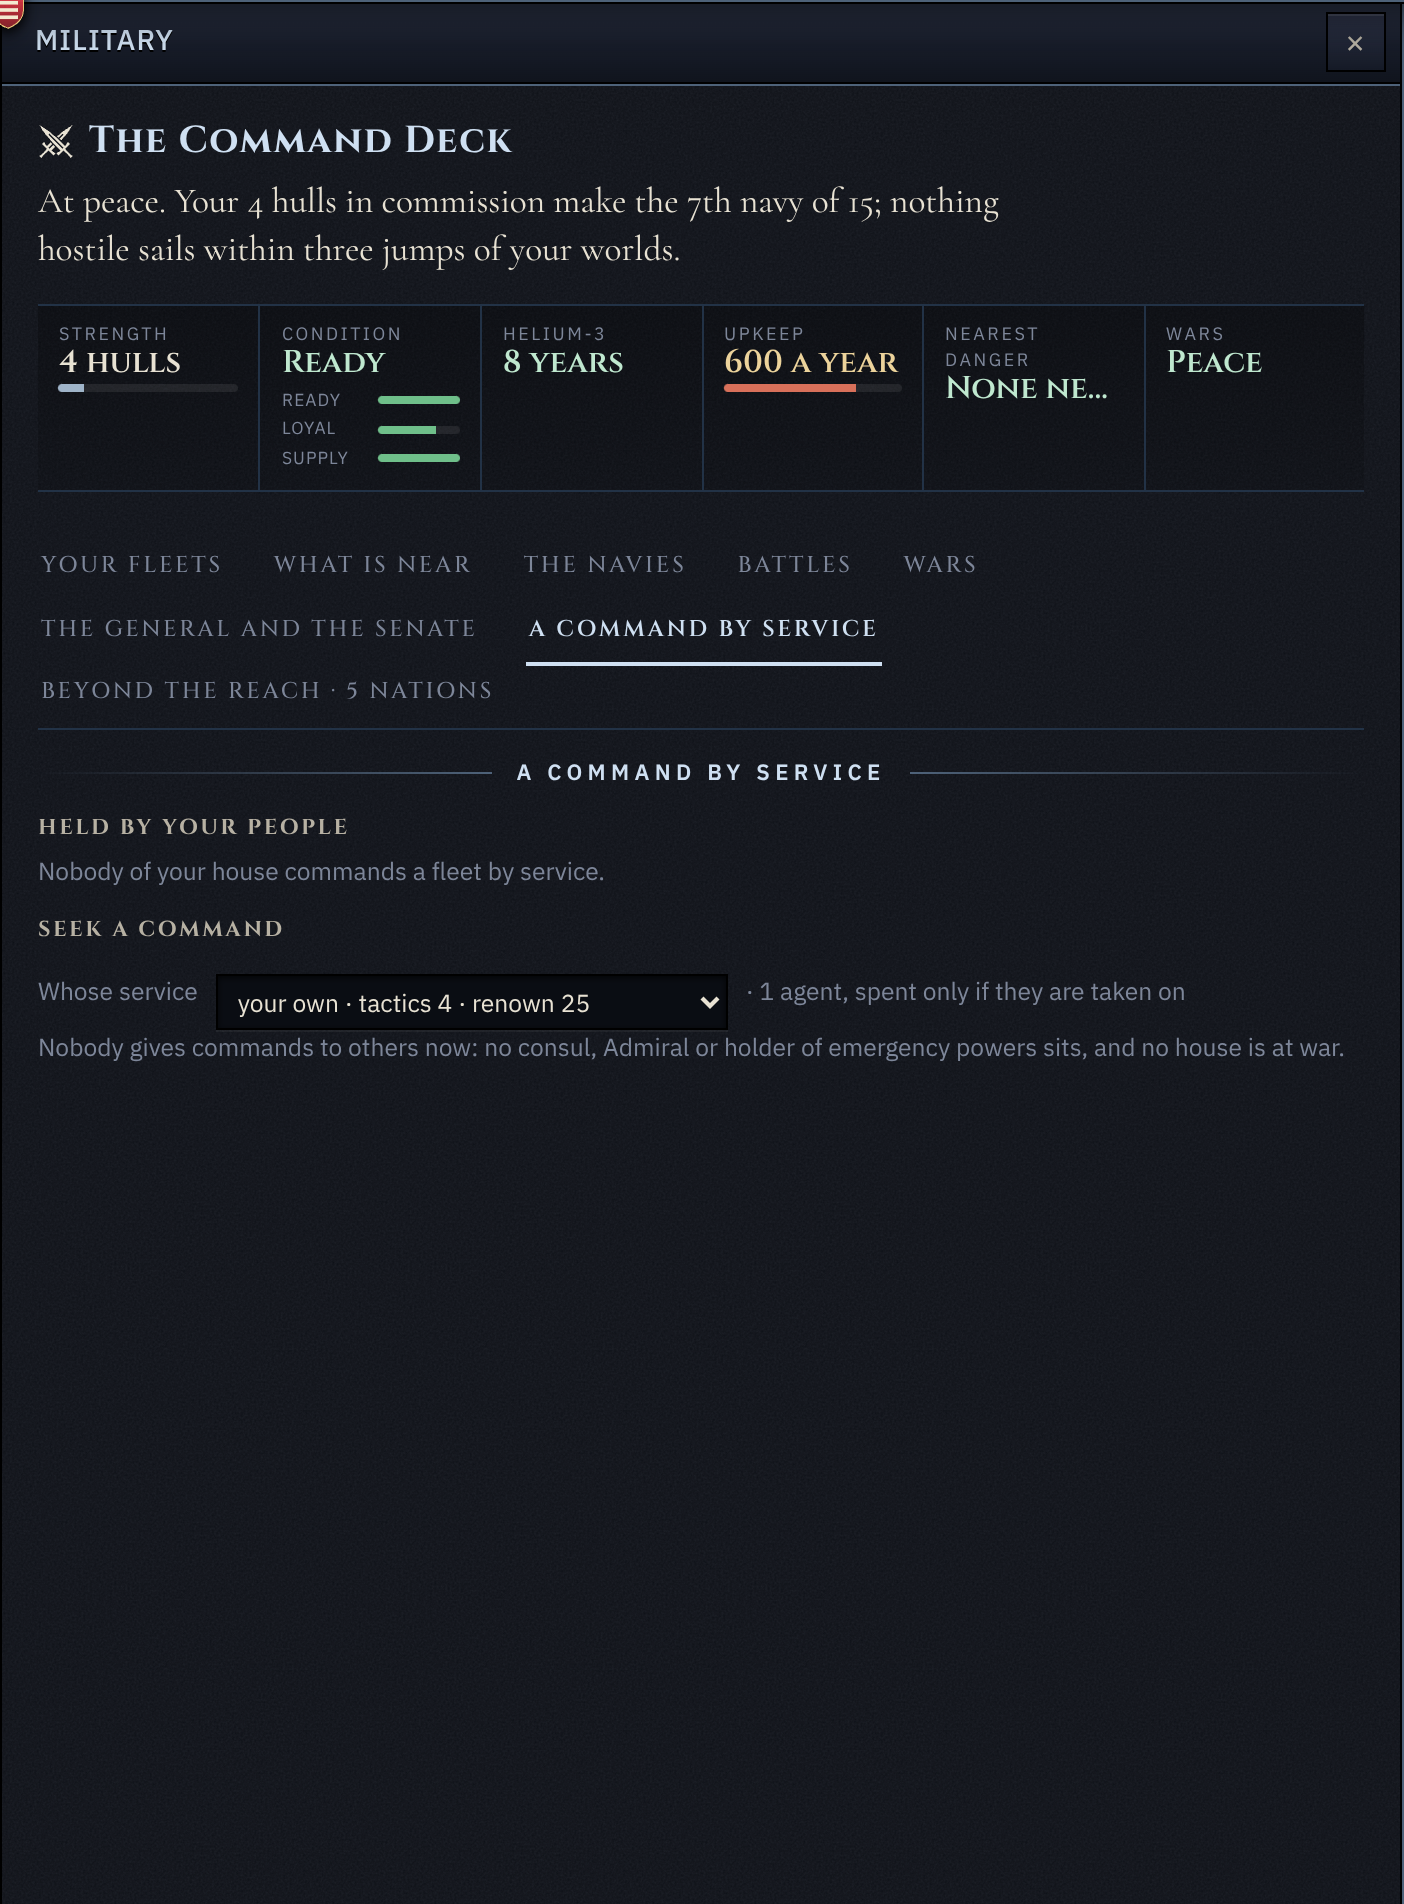 MILITARY
×
The Command Deck
At peace. Your 4 hulls in commission make the 7th navy of 15; nothing
hostile sails within three jumps of your worlds.
STRENGTH
4 hulls
CONDITION
Ready
READY
LOYAL
SUPPLY
HELIUM-3
8 years
UPKEEP
600 a year
NEAREST
DANGER
None ne...
WARS
Peace
YOUR FLEETS WHAT IS NEAR THE NAVIES BATTLES WARS
THE GENERAL AND THE SENATE A COMMAND BY SERVICE
BEYOND THE REACH · 5 NATIONS
A COMMAND BY SERVICE
HELD BY YOUR PEOPLE
Nobody of your house commands a fleet by service.
SEEK A COMMAND
Whose service your own · tactics 4 · renown 25 · 1 agent, spent only if they are taken on
Nobody gives commands to others now: no consul, Admiral or holder of emergency powers sits, and no house is at war.